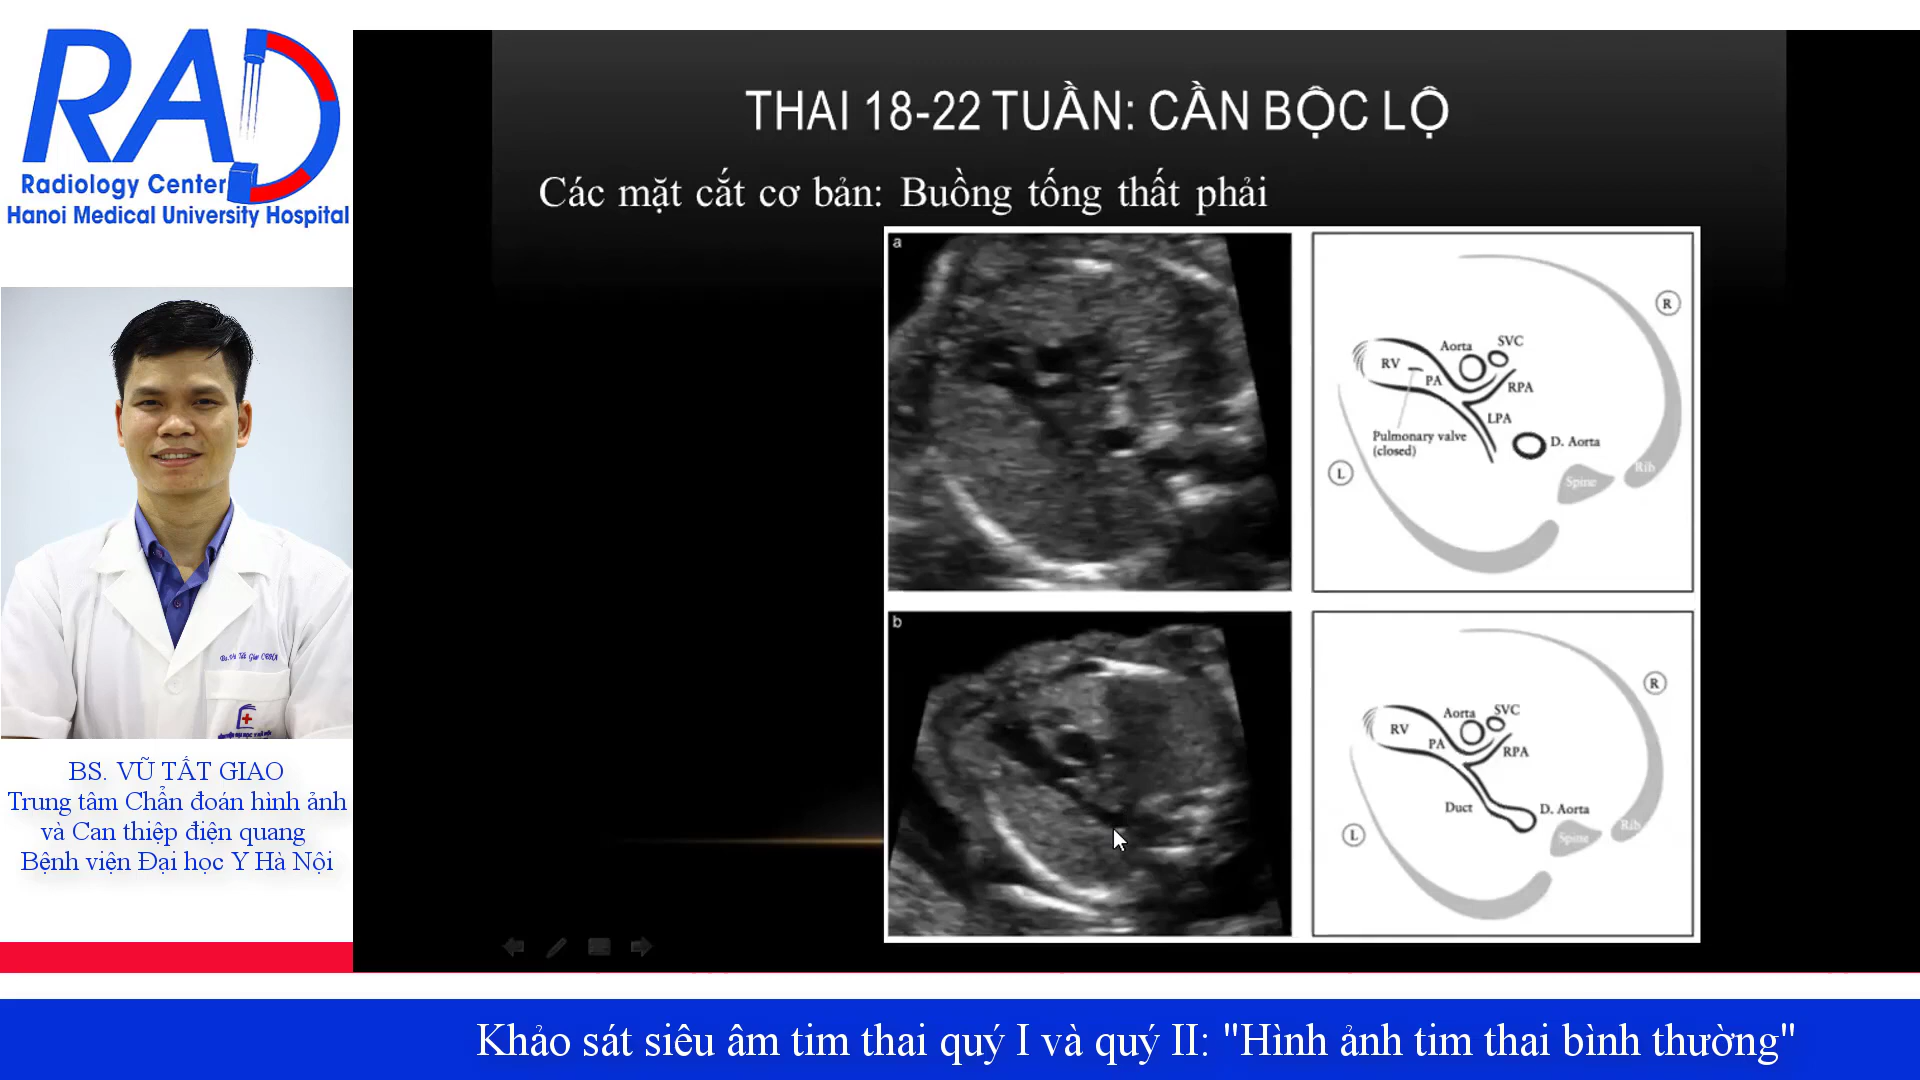 RAD
Radiology Center
Hanoi Medical University Hospital
BS. VŨ TẤT GIAO
Trung tâm Chẩn đoán hình ảnh
và Can thiệp điện quang
Bệnh viện Đại học Y Hà Nội
THAI 18-22 TUẦN: CẦN BỘC LỘ
Các mặt cắt cơ bản: Buồng tống thất phải
a
R
Aorta
SVC
RV
PA
RPA
LPA
Pulmonary valve
(closed)
D. Aorta
L
Spine
Rib
b
R
Aorta
SVC
RV
PA
RPA
Duct
D. Aorta
L
Spine
Rib
Khảo sát siêu âm tim thai quý I và quý II: "Hình ảnh tim thai bình thường"